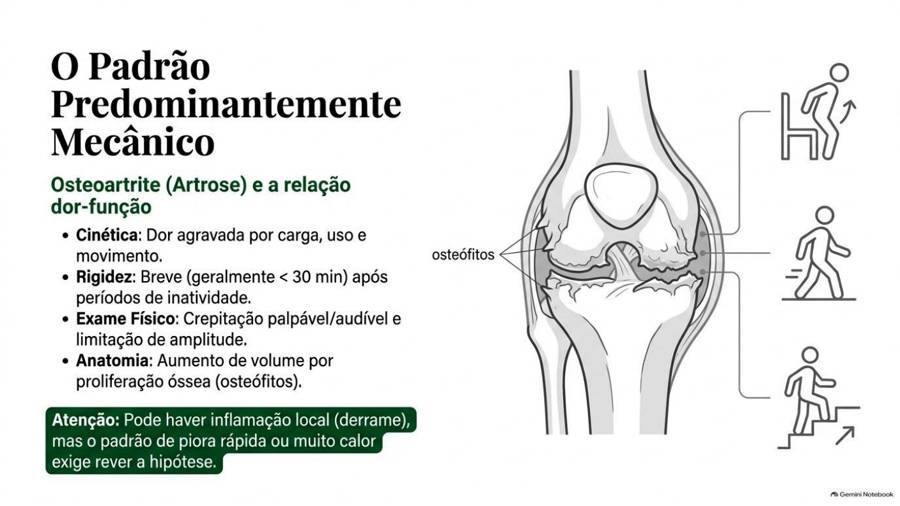 O Padrão
Predominantemente
Mecânico
Osteoartrite (Artrose) e a relação
dor-função
• Cinética: Dor agravada por carga, uso e
movimento.
• Rigidez: Breve (geralmente < 30 min) após
períodos de inatividade.
• Exame Físico: Crepitação palpável/audível e
limitação de amplitude.
• Anatomia: Aumento de volume por
proliferação óssea (osteófitos).
Atenção: Pode haver inflamação local (derrame),
mas o padrão de piora rápida ou muito calor
exige rever a hipótese.
osteófitos
Gemini Notebook